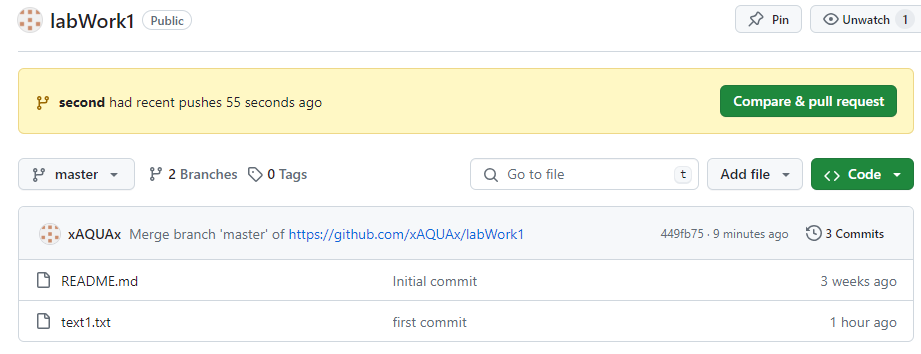 labWork1 Public Pin Unwatch 1
second had recent pushes 55 seconds ago Compare & pull request
master 2 Branches 0 Tags Go to file t Add file Code
xAQUAx Merge branch 'master' of https://github.com/xAQUAx/labWork1 449fb75 · 9 minutes ago 3 Commits
README.md Initial commit 3 weeks ago
text1.txt first commit 1 hour ago